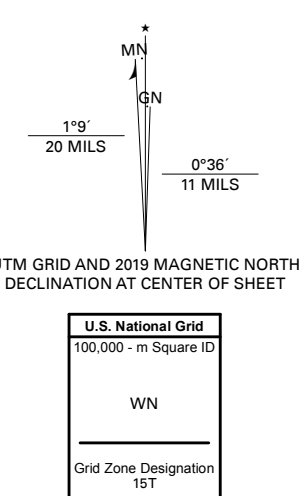 ★
MN
GN
1°9´
20 MILS
0°36´
11 MILS
UTM GRID AND 2019 MAGNETIC NORTH
DECLINATION AT CENTER OF SHEET
U.S. National Grid
100,000 - m Square ID
WN
Grid Zone Designation
15T